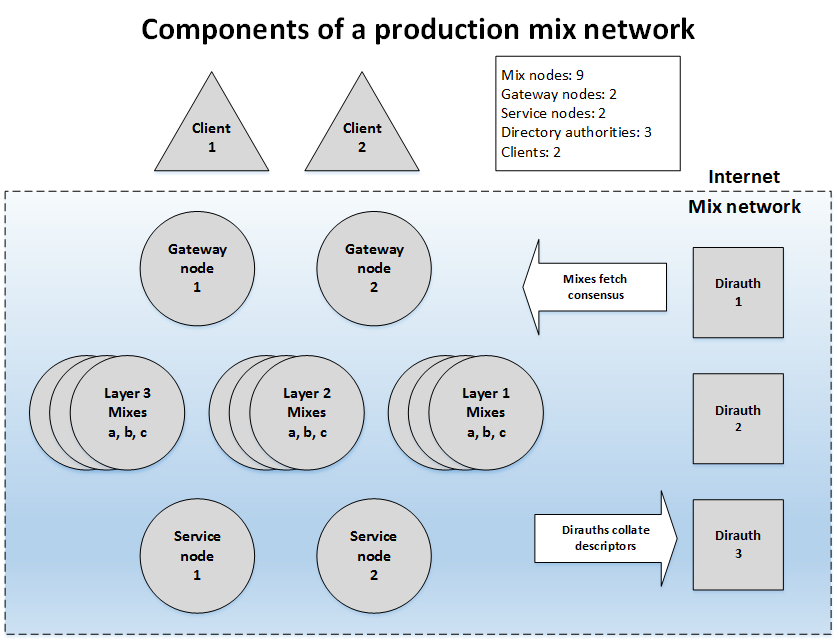 Components of a production mix network
Client
1
Client
2
Mix nodes: 9
Gateway nodes: 2
Service nodes: 2
Directory authorities: 3
Clients: 2
Internet
Mix network
Gateway
node
1
Gateway
node
2
Mixes fetch
consensus
Dirauth
1
Layer 3
Mixes
a, b, c
Layer 2
Mixes
a, b, c
Layer 1
Mixes
a, b, c
Dirauth
2
Service
node
1
Service
node
2
Dirauths collate
descriptors
Dirauth
3